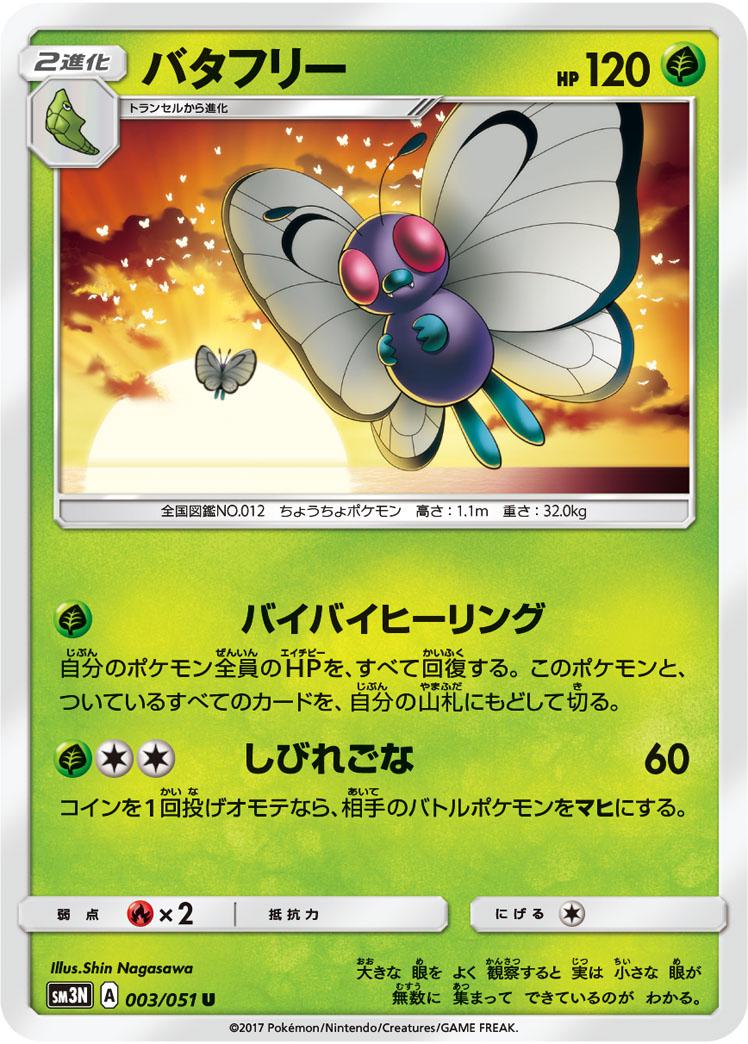 2進化 バタフリー HP 120
トランセルから進化
全国図鑑NO.012 ちょうちょポケモン 高さ:1.1m 重さ:32.0kg
バイバイヒーリング
自分のポケモン全員のHPを、すべて回復する。このポケモンと、
ついているすべてのカードを、自分の山札にもどして切る。
しびれごな 60
コインを1回投げオモテなら、相手のバトルポケモンをマヒにする。
弱点 ×2 抵抗力 にげる
Illus.Shin Nagasawa
大きな 眼を よく 観察すると 実は 小さな 眼が
無数に 集まって できているのが わかる。
SM3N A 003/051 U
©2017 Pokémon/Nintendo/Creatures/GAME FREAK.